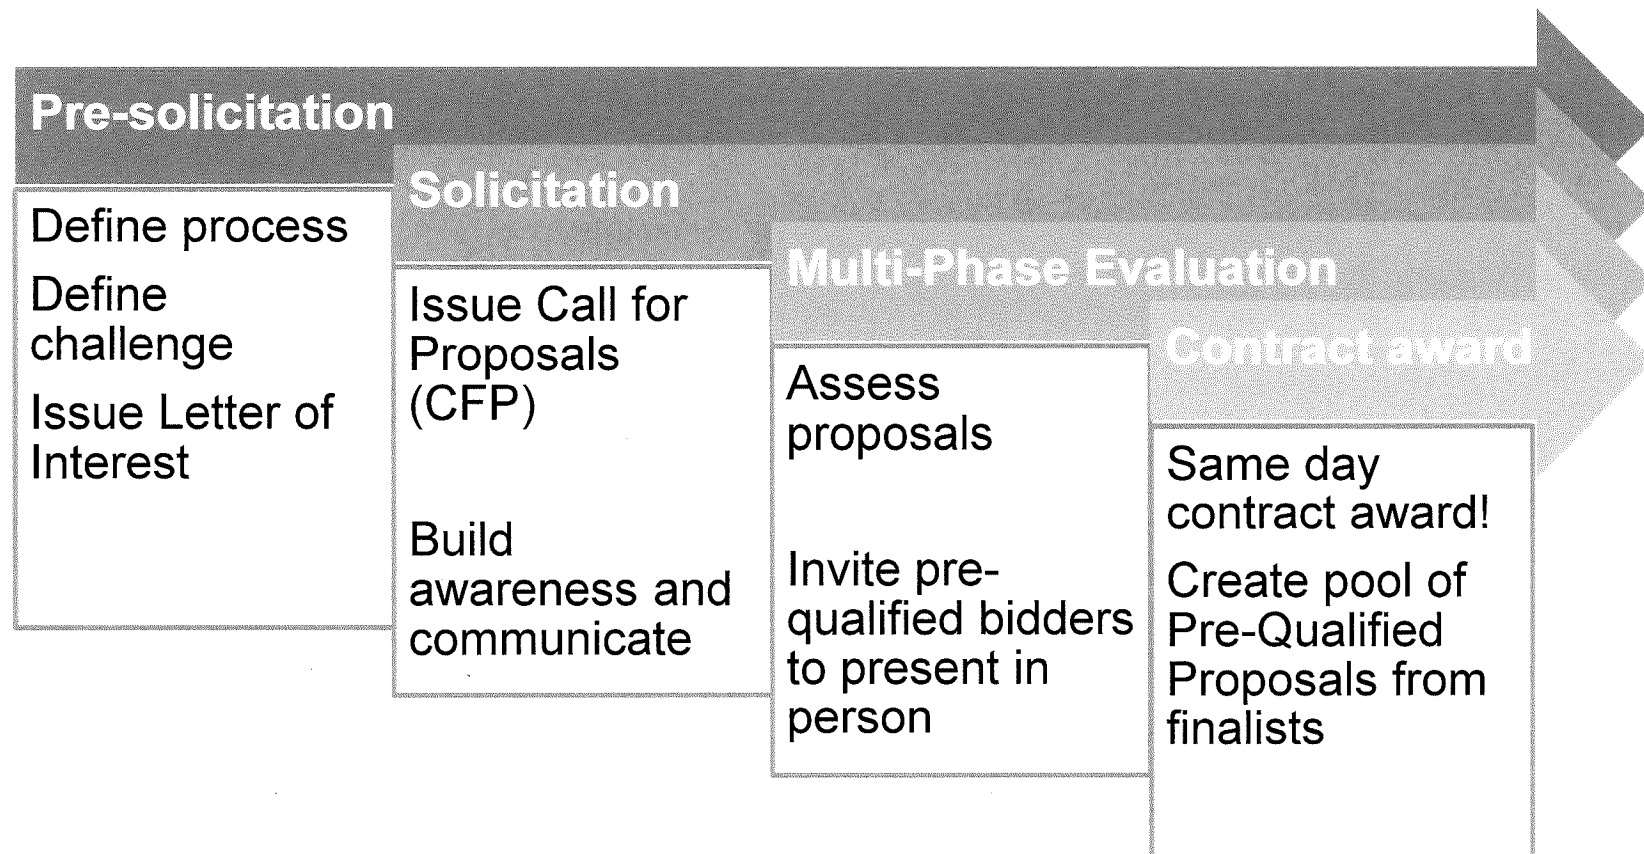 Pre-solicitation
Define process
Define
challenge
Issue Letter of
Interest
Solicitation
Issue Call for
Proposals
(CFP)
Build
awareness and
communicate
Multi-Phase Evaluation
Assess
proposals
Invite pre-
qualified bidders
to present in
person
Contract award
Same day
contract award!
Create pool of
Pre-Qualified
Proposals from
finalists